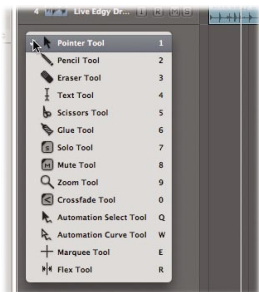 4 Live Edgy Dr... I R M S
Pointer Tool 1
Pencil Tool 2
Eraser Tool 3
Text Tool 4
Scissors Tool 5
Glue Tool 6
S Solo Tool 7
M Mute Tool 8
Zoom Tool 9
Crossfade Tool 0
Automation Select Tool Q
Automation Curve Tool W
Marquee Tool E
Flex Tool R